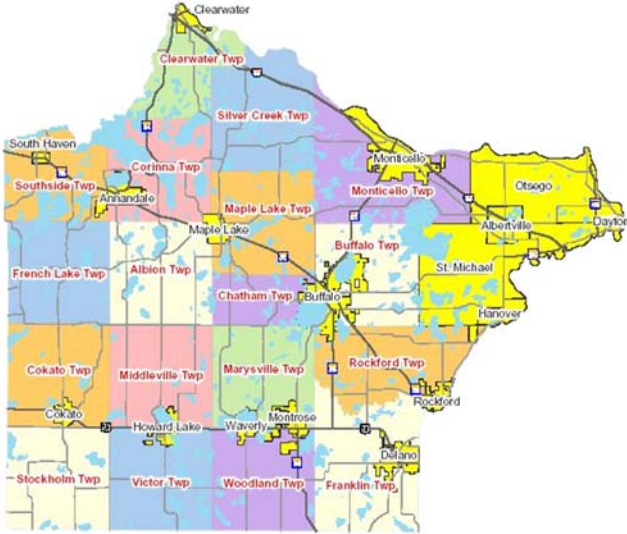 Clearwater
Clearwater Twp
Silver Creek Twp
South Haven
Corinna Twp
Monticello
Southside Twp
Annandale
Monticello Twp
Otsego
Maple Lake Twp
Albertville
Dayton
Maple Lake
Buffalo Twp
French Lake Twp
Albion Twp
St. Michael
Chatham Twp
Buffalo
Hanover
Cokato Twp
Middleville Twp
Marysville Twp
Rockford Twp
Rockford
Cokato
Howard Lake
Waverly
Montrose
Delano
Stockholm Twp
Victor Twp
Woodland Twp
Franklin Twp